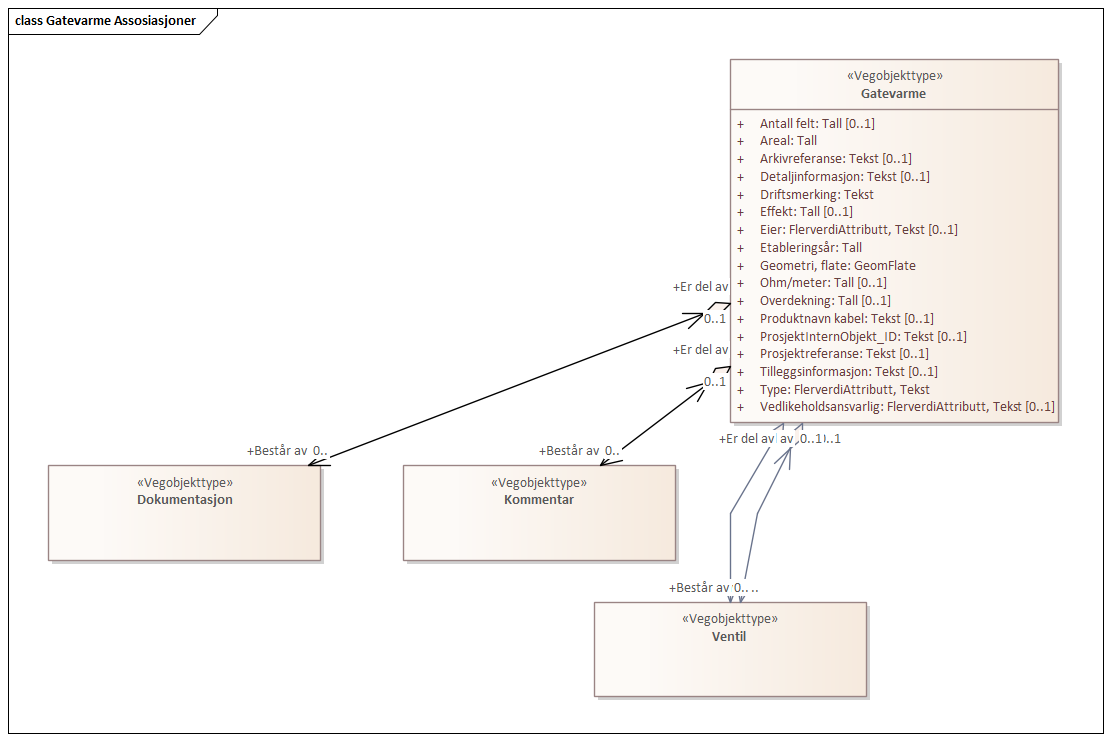 class Gatevarme Assosiasjoner
«Vegobjekttype»
Gatevarme
+ Antall felt: Tall [0..1]
+ Areal: Tall
+ Arkivreferanse: Tekst [0..1]
+ Detaljinformasjon: Tekst [0..1]
+ Driftsmerking: Tekst
+ Effekt: Tall [0..1]
+ Eier: FlerverdiAttributt, Tekst [0..1]
+ Etableringsår: Tall
+ Geometri, flate: GeomFlate
+ Ohm/meter: Tall [0..1]
+ Overdekning: Tall [0..1]
+ Produktnavn kabel: Tekst [0..1]
+ ProsjektInternObjekt_ID: Tekst [0..1]
+ Prosjektreferanse: Tekst [0..1]
+ Tilleggsinformasjon: Tekst [0..1]
+ Type: FlerverdiAttributt, Tekst
+ Vedlikeholdsansvarlig: FlerverdiAttributt, Tekst [0..1]
+Er del av
0..1
+Er del av
0..1
+Er del av av 0..1 ..1
+Består av 0..
+Består av 0..
«Vegobjekttype»
Dokumentasjon
«Vegobjekttype»
Kommentar
+Består av 0.. ..
«Vegobjekttype»
Ventil